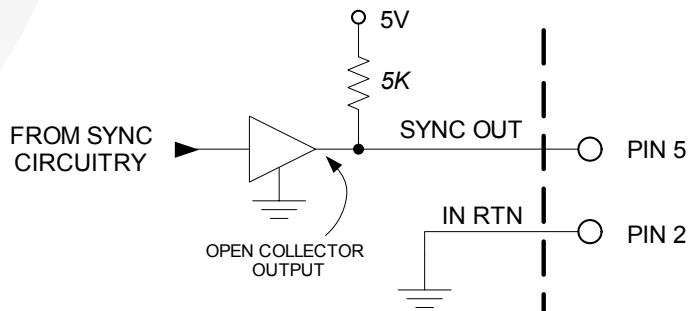 5V
5K
FROM SYNC
CIRCUITRY
SYNC OUT
PIN 5
OPEN COLLECTOR
OUTPUT
IN RTN
PIN 2